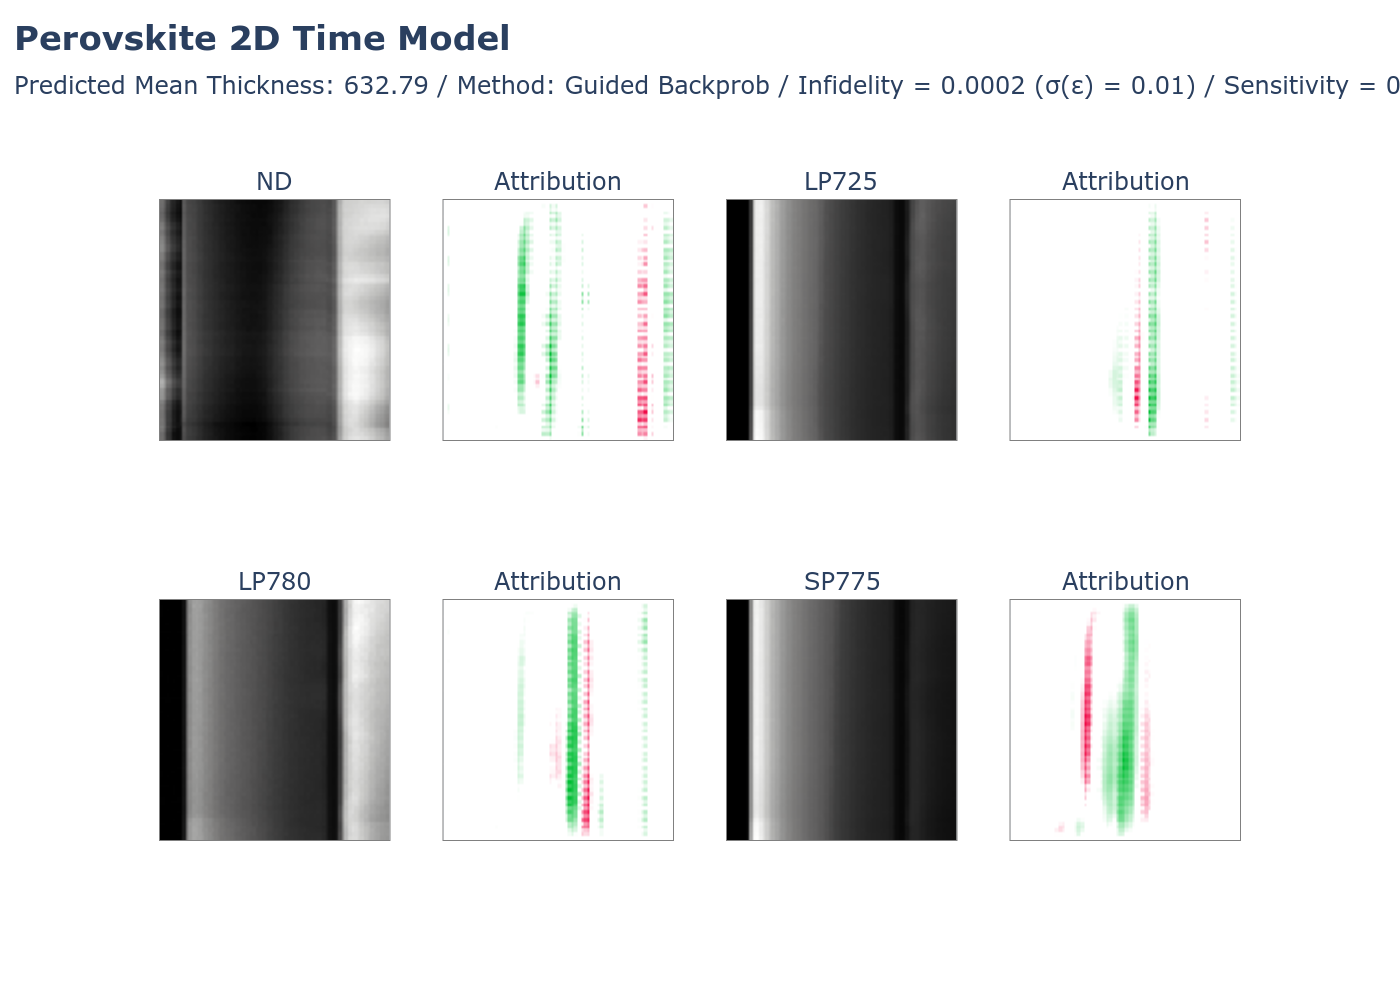 Perovskite 2D Time Model
Predicted Mean Thickness: 632.79 / Method: Guided Backprob / Infidelity = 0.0002 (σ(ε) = 0.01) / Sensitivity = 0
ND
Attribution
LP725
Attribution
LP780
Attribution
SP775
Attribution